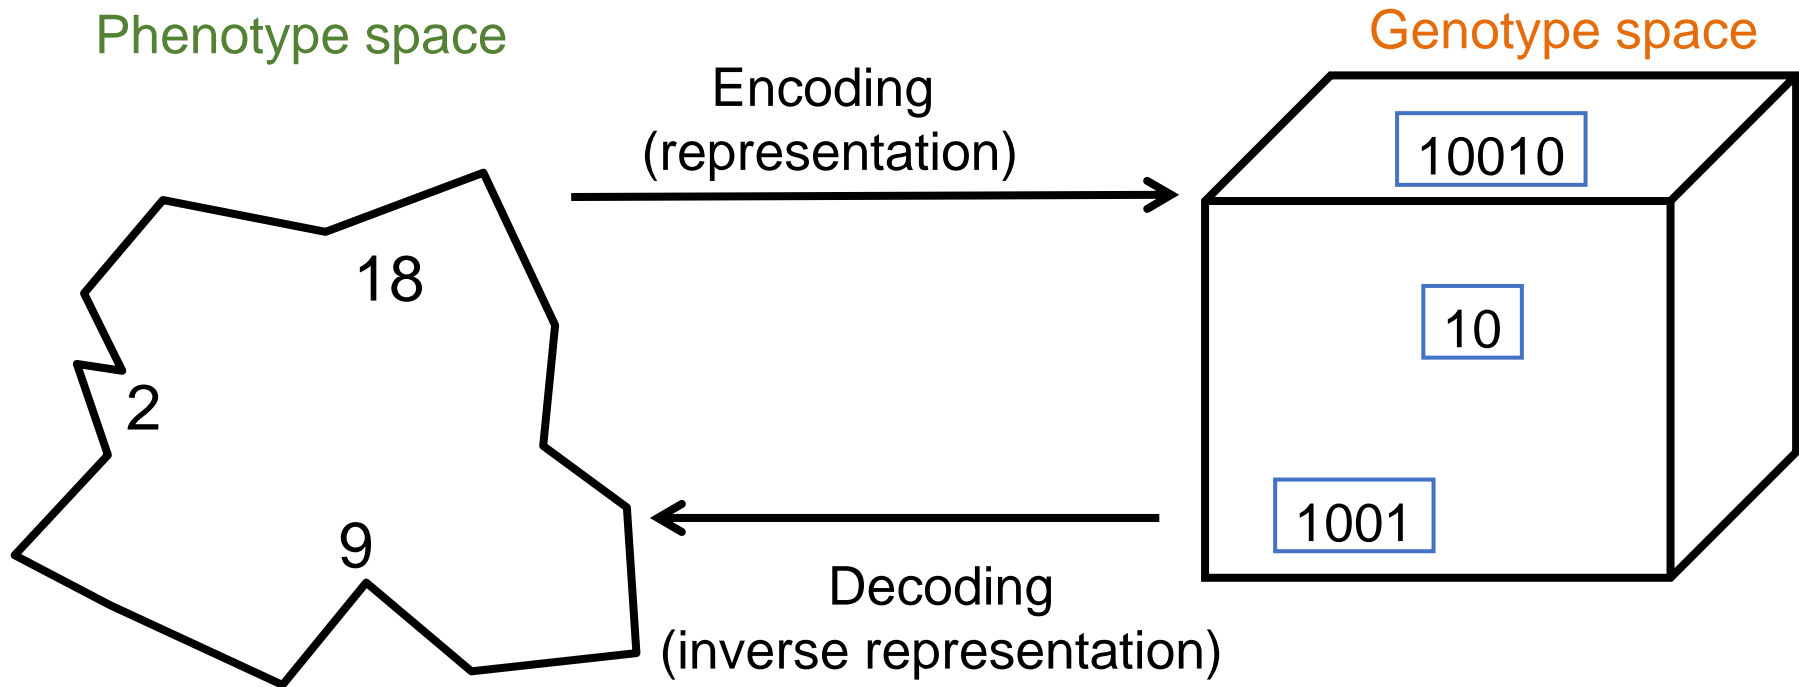 Phenotype space
Genotype space
Encoding
(representation)
10010
18
10
2
1001
9
Decoding
(inverse representation)